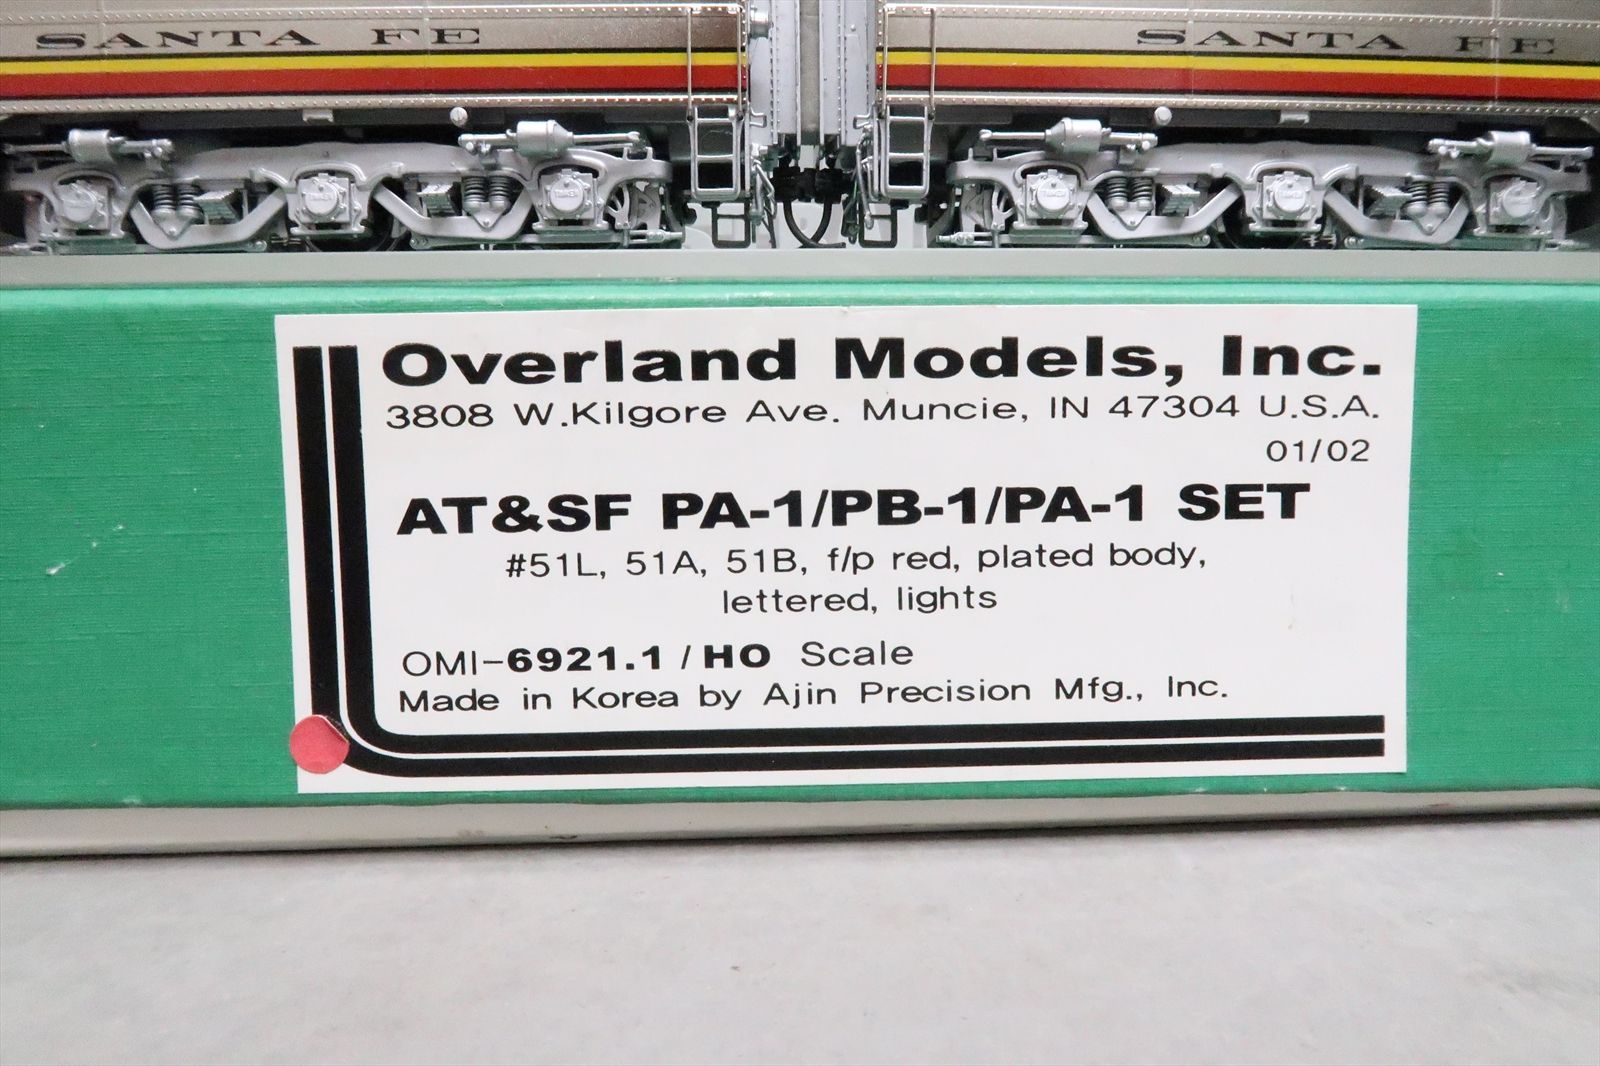 SANTA FE
SANTA FE
Overland Models, Inc.
3808 W.Kilgore Ave. Muncie, IN 47304 U.S.A.
01/02
AT&SF PA-1/PB-1/PA-1 SET
#51L, 51A, 51B, f/p red, plated body,
lettered, lights
OMI-6921.1 / HO Scale
Made in Korea by Ajin Precision Mfg., Inc.